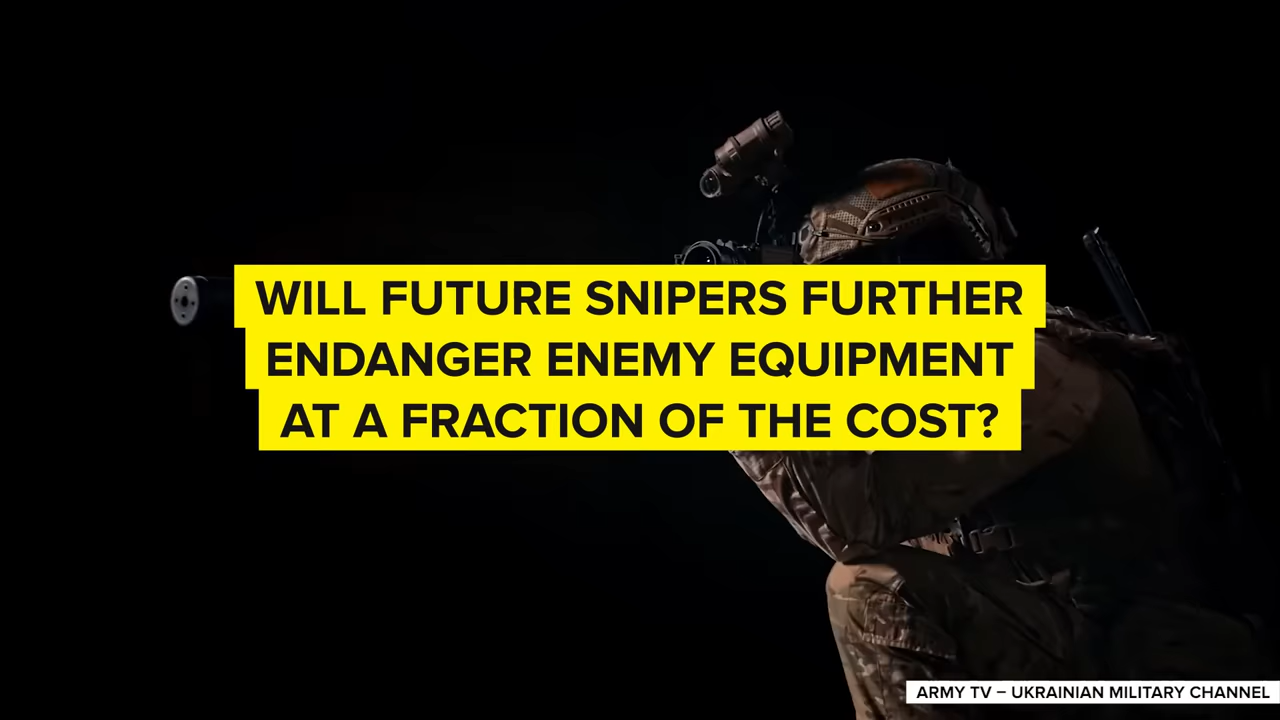 WILL FUTURE SNIPERS FURTHER
ENDANGER ENEMY EQUIPMENT
AT A FRACTION OF THE COST?
ARMY TV – UKRAINIAN MILITARY CHANNEL